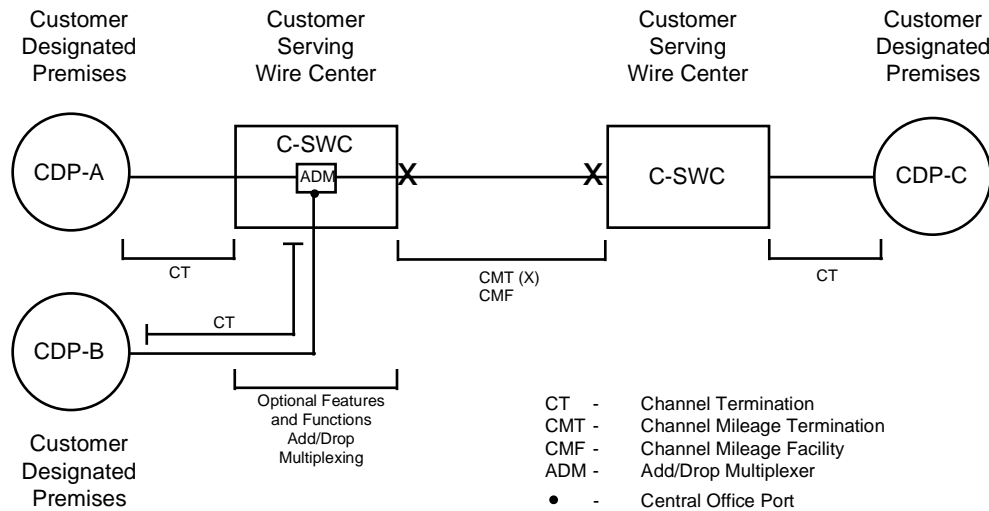 Customer
Designated
Premises
Customer
Serving
Wire Center
Customer
Serving
Wire Center
Customer
Designated
Premises
CDP-A
C-SWC
ADM
X
X
C-SWC
CDP-C
CT
CMT (X)
CMF
CT
CT
CDP-B
Optional Features
and Functions
Add/Drop
Multiplexing
Customer
Designated
Premises
CT - Channel Termination
CMT - Channel Mileage Termination
CMF - Channel Mileage Facility
ADM - Add/Drop Multiplexer
● - Central Office Port